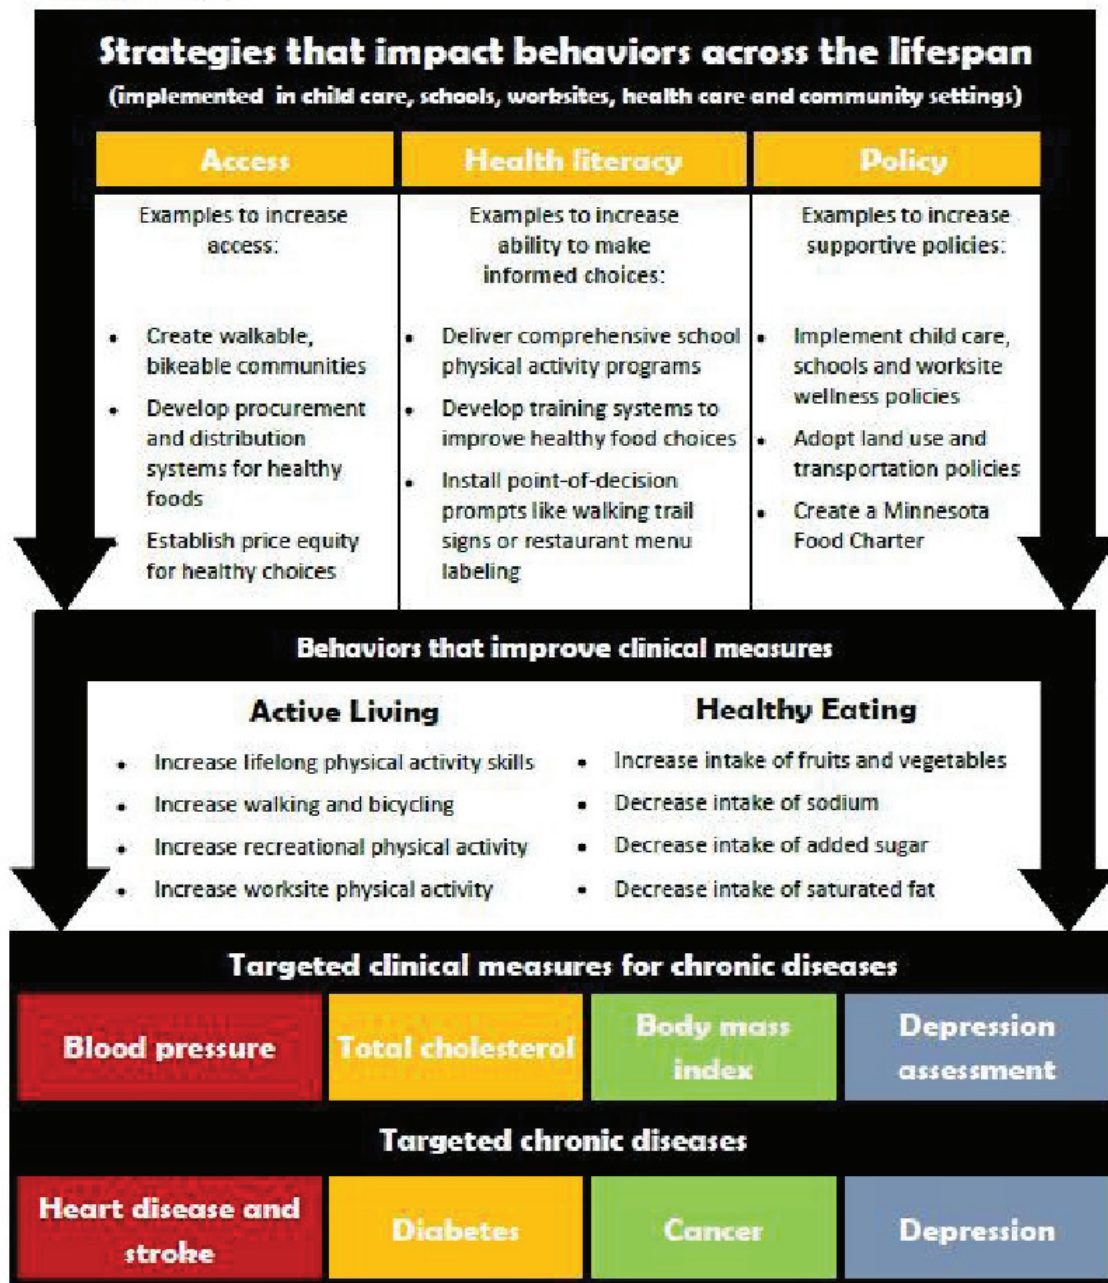 Strategies that impact behaviors across the lifespan
(implemented in child care, schools, worksites, health care and community settings)
Access
Examples to increase
access:
• Create walkable,
bikeable communities
• Develop procurement
and distribution
systems for healthy
foods
• Establish price equity
for healthy choices
Health literacy
Examples to increase
ability to make
informed choices:
• Deliver comprehensive school
physical activity programs
• Develop training systems to
improve healthy food choices
• Install point-of-decision
prompts like walking trail
signs or restaurant menu
labeling
Policy
Examples to increase
supportive policies:
• Implement child care,
schools and worksite
wellness policies
• Adopt land use and
transportation policies
• Create a Minnesota
Food Charter
Behaviors that improve clinical measures
Active Living
• Increase lifelong physical activity skills
• Increase walking and bicycling
• Increase recreational physical activity
• Increase worksite physical activity
Healthy Eating
• Increase intake of fruits and vegetables
• Decrease intake of sodium
• Decrease intake of added sugar
• Decrease intake of saturated fat
Targeted clinical measures for chronic diseases
Blood pressure
Total cholesterol
Body mass
index
Depression
assessment
Targeted chronic diseases
Heart disease and
stroke
Diabetes
Cancer
Depression